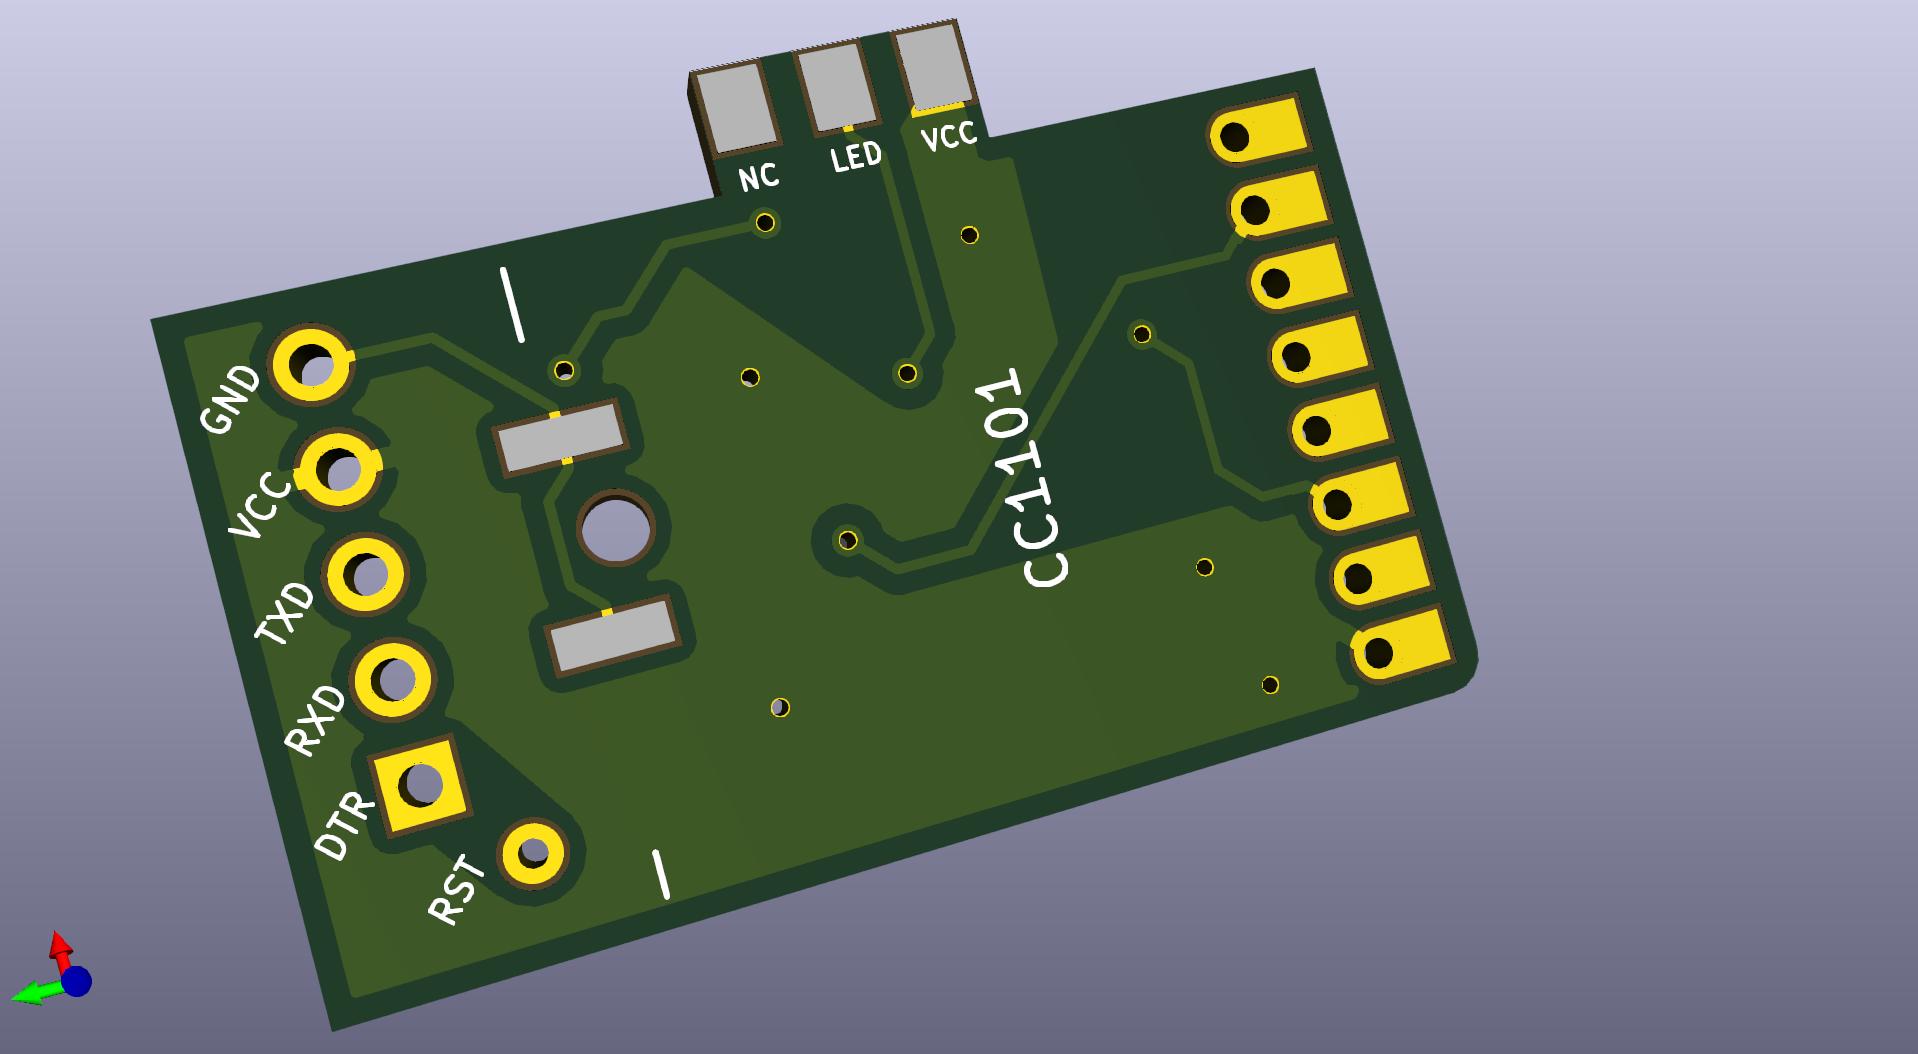 NC
LED
VCC
GND
VCC
TXD
RXD
DTR
RST
CC1101